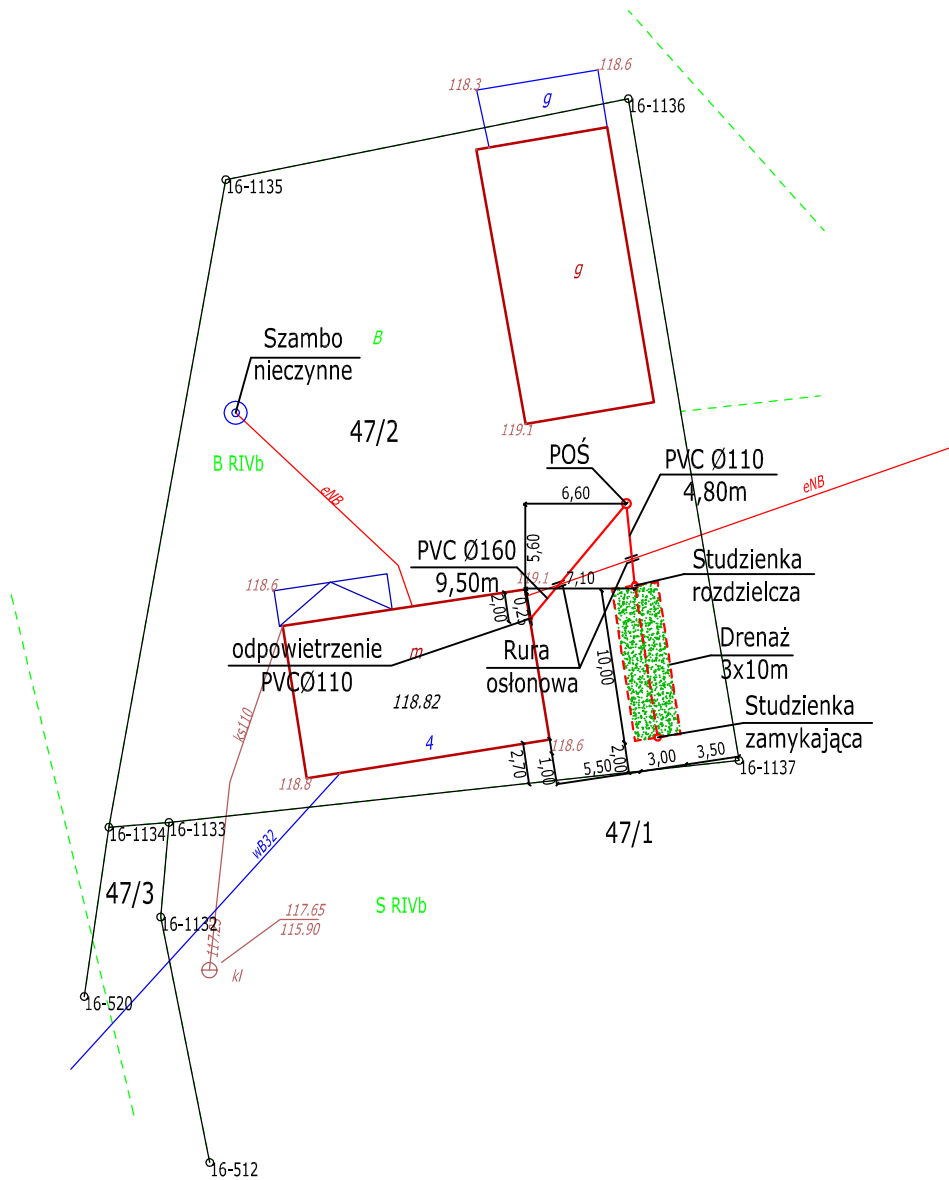 118.6
118.3
g
16-1136
16-1135
g
Szambo
nieczynne
B
119.1
47/2
B RIVb
POŚ
PVC Ø110
4,80m
eNB
eNB
6,60
5,60
PVC Ø160
9,50m
119.1
7,10
Studzienka
rozdzielcza
118.6
2,00
0,25
odpowietrzenie
PVCØ110
m
Rura
osłonowa
10,00
Drenaż
3x10m
118.82
ks110
4
Studzienka
zamykająca
118.6
2,70
1,00
5,50
2,00
3,00
3,50
16-1137
118.8
16-1134
16-1133
wB32
47/1
47/3
S RIVb
117.65
115.90
16-1132
kl
16-520
16-512